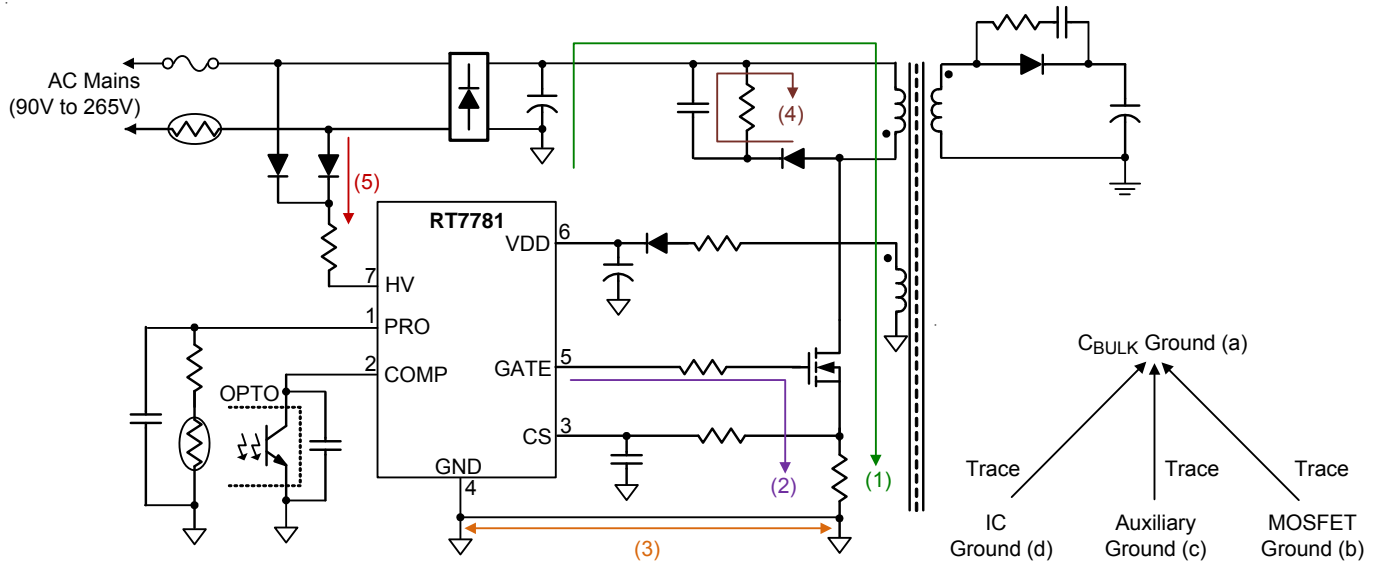 AC Mains
(90V to 265V)
(4)
(5)
RT7781
VDD
6
7
HV
1
PRO
2
COMP
GATE
5
OPTO
CS
3
GND
4
(2)
(1)
(3)
CBULK Ground (a)
Trace
Trace
Trace
IC
Ground (d)
Auxiliary
Ground (c)
MOSFET
Ground (b)